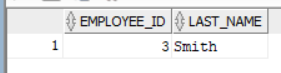 EMPLOYEE_ID LAST_NAME
1 3 Smith